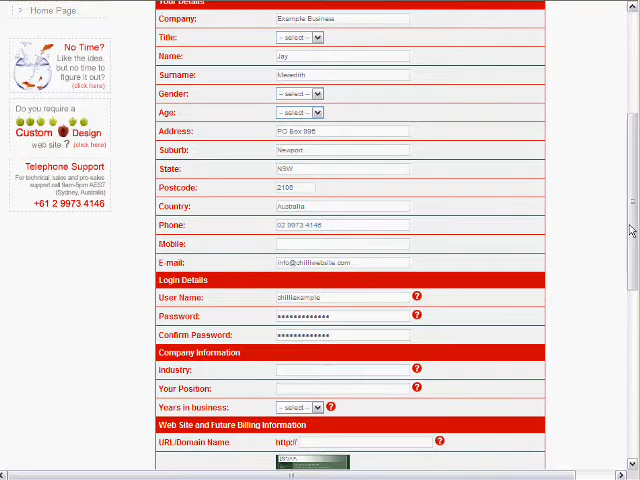 Home Page
No Time?
Like the idea,
but no time to
figure it out?
(click here)
Do you require a
Custom Design
web site ? (click here)
Telephone Support
For technical, sales and pre-sales
support call 9am-5pm AEST
(Sydney, Australia)
+61 2 9973 4146
Your Details
Company: Example Business
Title: -- select --
Name: Jay
Surname: Meredith
Gender: -- select --
Age: -- select --
Address: PO Box 995
Suburb: Newport
State: NSW
Postcode: 2106
Country: Australia
Phone: 02 9973 4146
Mobile:
E-mail: info@chilliwebsite.com
Login Details
User Name: chilliexample ?
Password: ?
Confirm Password:
Company Information
Industry: ?
Your Position: ?
Years in business: -- select -- ?
Web Site and Future Billing Information
URL/Domain Name http:// ?